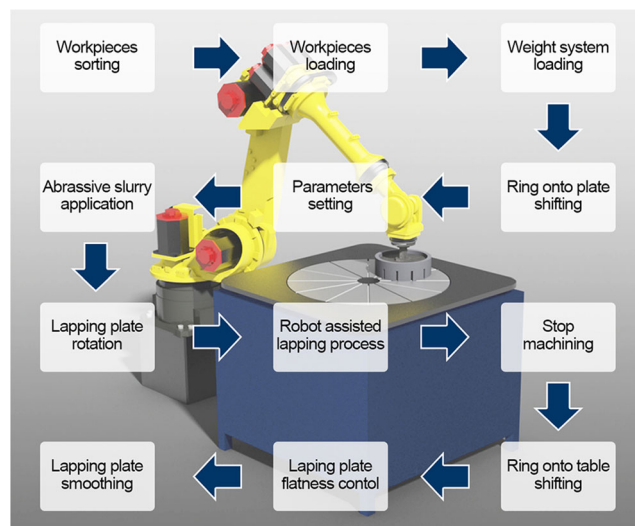 Workpieces
sorting
Workpieces
loading
Weight system
loading
Ring onto plate
shifting
Parameters
setting
Abrassive slurry
application
Lapping plate
rotation
Robot assisted
lapping process
Stop
machining
Ring onto table
shifting
Laping plate
flatness contol
Lapping plate
smoothing